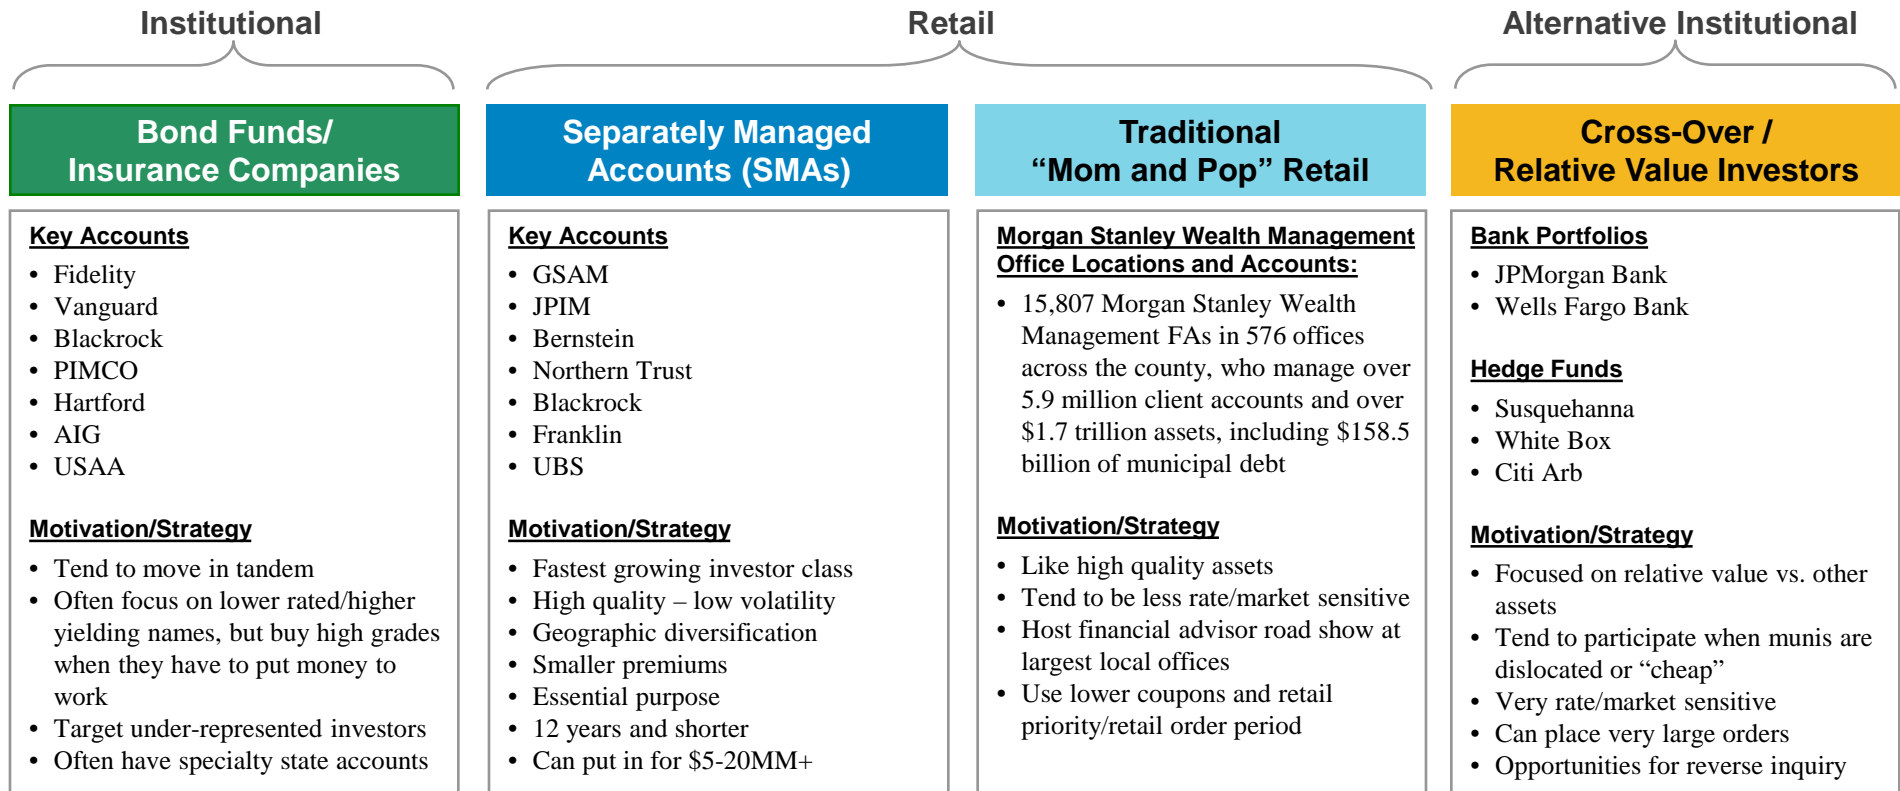 Institutional
Retail
Alternative Institutional
Bond Funds/
Insurance Companies
Key Accounts
• Fidelity
• Vanguard
• Blackrock
• PIMCO
• Hartford
• AIG
• USAA
Motivation/Strategy
• Tend to move in tandem
• Often focus on lower rated/higher
yielding names, but buy high grades
when they have to put money to
work
• Target under-represented investors
• Often have specialty state accounts
Separately Managed
Accounts (SMAs)
Key Accounts
• GSAM
• JPIM
• Bernstein
• Northern Trust
• Blackrock
• Franklin
• UBS
Motivation/Strategy
• Fastest growing investor class
• High quality – low volatility
• Geographic diversification
• Smaller premiums
• Essential purpose
• 12 years and shorter
• Can put in for $5-20MM+
Traditional
“Mom and Pop” Retail
Morgan Stanley Wealth Management
Office Locations and Accounts:
• 15,807 Morgan Stanley Wealth
Management FAs in 576 offices
across the county, who manage over
5.9 million client accounts and over
$1.7 trillion assets, including $158.5
billion of municipal debt
Motivation/Strategy
• Like high quality assets
• Tend to be less rate/market sensitive
• Host financial advisor road show at
largest local offices
• Use lower coupons and retail
priority/retail order period
Cross-Over /
Relative Value Investors
Bank Portfolios
• JPMorgan Bank
• Wells Fargo Bank
Hedge Funds
• Susquehanna
• White Box
• Citi Arb
Motivation/Strategy
• Focused on relative value vs. other
assets
• Tend to participate when munis are
dislocated or “cheap”
• Very rate/market sensitive
• Can place very large orders
• Opportunities for reverse inquiry